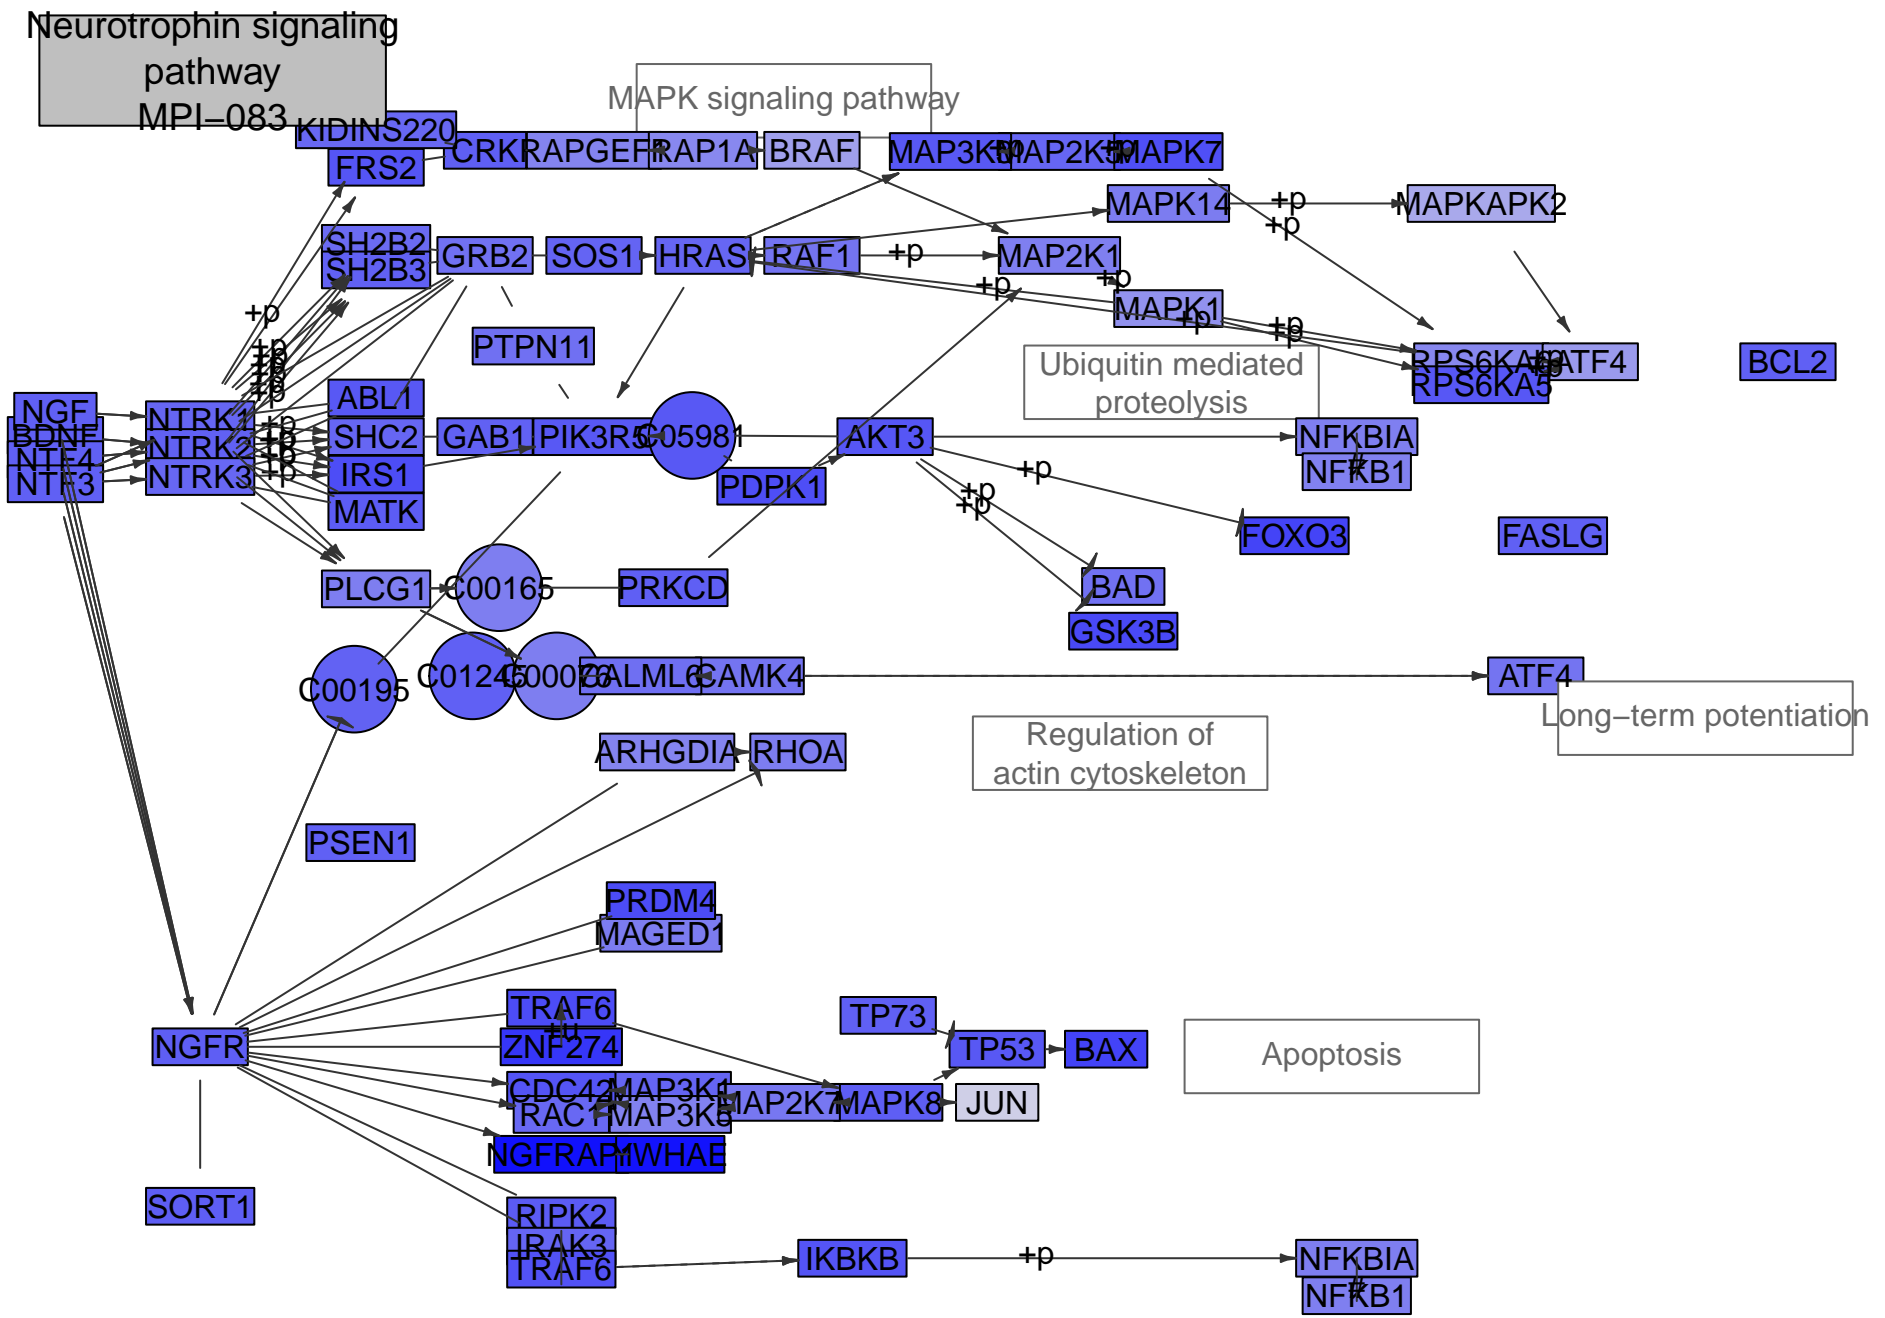 Neurotrophin signaling
pathway
MPI−083
MAPK signaling pathway
KIDINS220
FRS2
RAPGEF1
RAP1A
BRAF
MAP3K5
+p
MAP2K5
+p
MAPK7
MAPK14
+p
MAPKAPK2
+p
SH2B2
SH2B3
GRB2
SOS1
HRAS
RAF1
+p
MAP2K1
+p
+p
MAPK1
+p
+p
+p
+p
PTPN11
Ubiquitin mediated
proteolysis
RPS6KA6
RPS6KA5
+p
+p
ATF4
BCL2
+p
+p
+p
+p
+p
NGF
BDNF
NTF4
NTF3
NTRK1
NTRK2
NTRK3
+p
+p
+p
+p
ABL1
SHC2
IRS1
MATK
GAB1
PIK3R5
C05981
PDPK1
AKT3
+p
+p
+p
NFKBIA
NFKB1
FOXO3
FASLG
BAD
GSK3B
PLCG1
C00165
PRKCD
C00195
C01245
C00076
CALML6
CAMK4
ATF4
Long−term potentiation
ARHGDIA
RHOA
Regulation of
actin cytoskeleton
PSEN1
PRDM4
MAGED1
NGFR
TRAF6
+u
ZNF274
TP73
TP53
BAX
Apoptosis
CDC42
RAC1
MAP3K1
MAP3K5
MAP2K7
MAPK8
JUN
NGFRAP1
YWHAE
SORT1
RIPK2
IRAK3
TRAF6
IKBKB
+p
NFKBIA
NFKB1